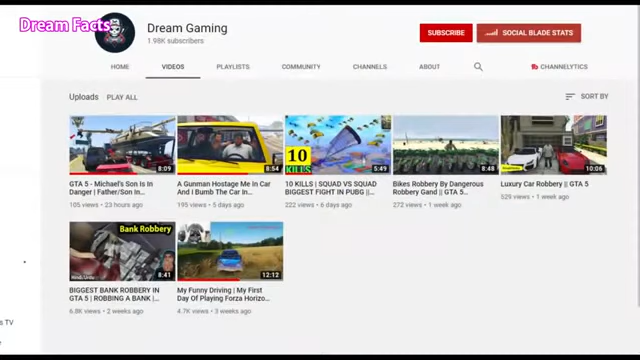 Dream Facts
Dream Gaming
1.98K subscribers
SUBSCRIBE
SOCIAL BLADE STATS
HOME
VIDEOS
PLAYLISTS
COMMUNITY
CHANNELS
ABOUT
CHANNELYTICS
Uploads PLAY ALL
SORT BY
8:09
8:54
10
KILLS
5:49
8:48
10:06
GTA 5 - Michael's Son Is In
Danger | Father/Son In...
105 views • 23 hours ago
A Gunman Hostage Me In Car
And I Bump The Car In...
195 views • 5 days ago
10 KILLS | SQUAD VS SQUAD
BIGGEST FIGHT IN PUBG ||...
222 views • 6 days ago
Bikes Robbery By Dangerous
Robbery Gand || GTA 5...
272 views • 1 week ago
Luxury Car Robbery || GTA 5
529 views • 1 week ago
Bank Robbery
Hindi/Urdu
8:41
12:12
BIGGEST BANK ROBBERY IN
GTA 5 | ROBBING A BANK |...
6.8K views • 2 weeks ago
My Funny Driving | My First
Day Of Playing Forza Horizo...
4.7K views • 3 weeks ago
s TV